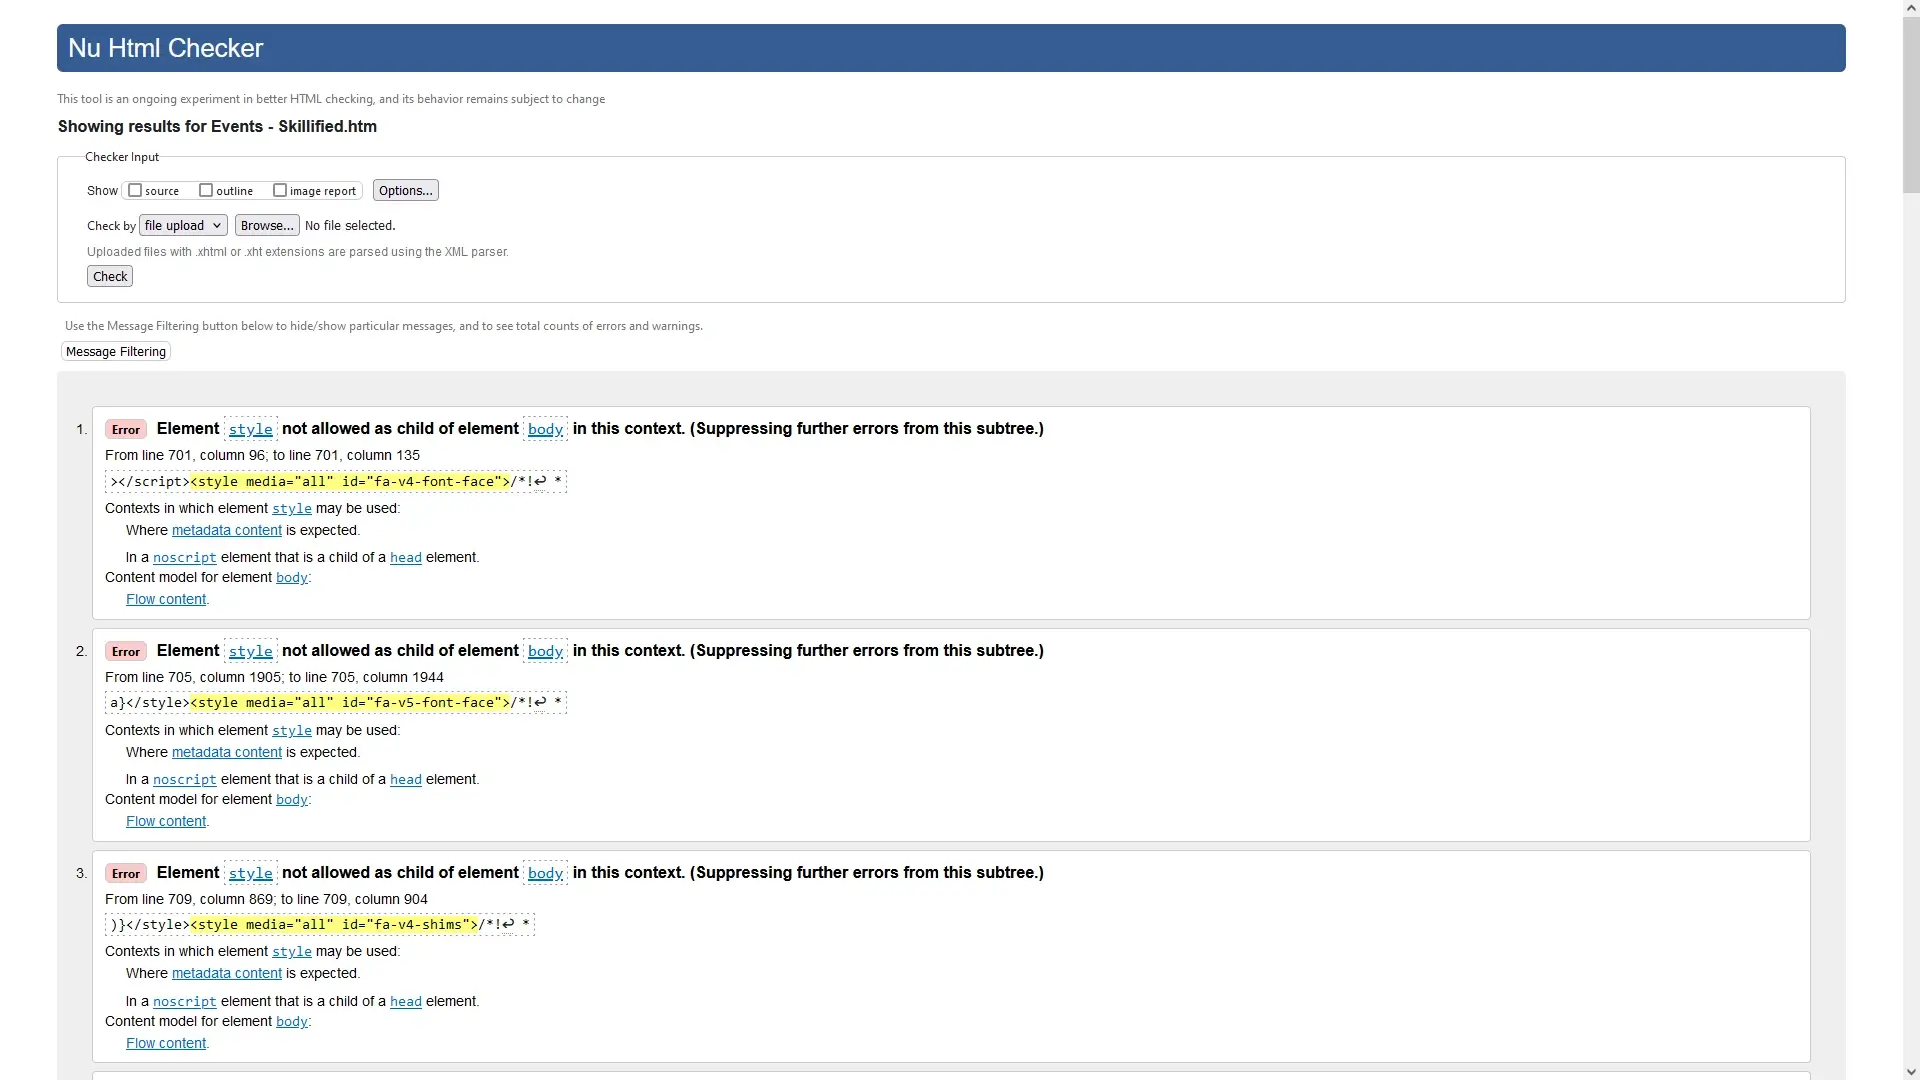 Nu Html Checker
This tool is an ongoing experiment in better HTML checking, and its behavior remains subject to change
Showing results for Events - Skillified.htm
Checker Input
Show source outline image report Options...
Check by file upload Browse... No file selected.
Uploaded files with .xhtml or .xht extensions are parsed using the XML parser.
Check
Use the Message Filtering button below to hide/show particular messages, and to see total counts of errors and warnings.
Message Filtering
1. Error Element style not allowed as child of element body in this context. (Suppressing further errors from this subtree.)
From line 701, column 96; to line 701, column 135
></script><style media="all" id="fa-v4-font-face">/*!↩ *
Contexts in which element style may be used:
Where metadata content is expected.
In a noscript element that is a child of a head element.
Content model for element body:
Flow content.
2. Error Element style not allowed as child of element body in this context. (Suppressing further errors from this subtree.)
From line 705, column 1905; to line 705, column 1944
a}</style><style media="all" id="fa-v5-font-face">/*!↩ *
Contexts in which element style may be used:
Where metadata content is expected.
In a noscript element that is a child of a head element.
Content model for element body:
Flow content.
3. Error Element style not allowed as child of element body in this context. (Suppressing further errors from this subtree.)
From line 709, column 869; to line 709, column 904
)}</style><style media="all" id="fa-v4-shims">/*!↩ *
Contexts in which element style may be used:
Where metadata content is expected.
In a noscript element that is a child of a head element.
Content model for element body:
Flow content.